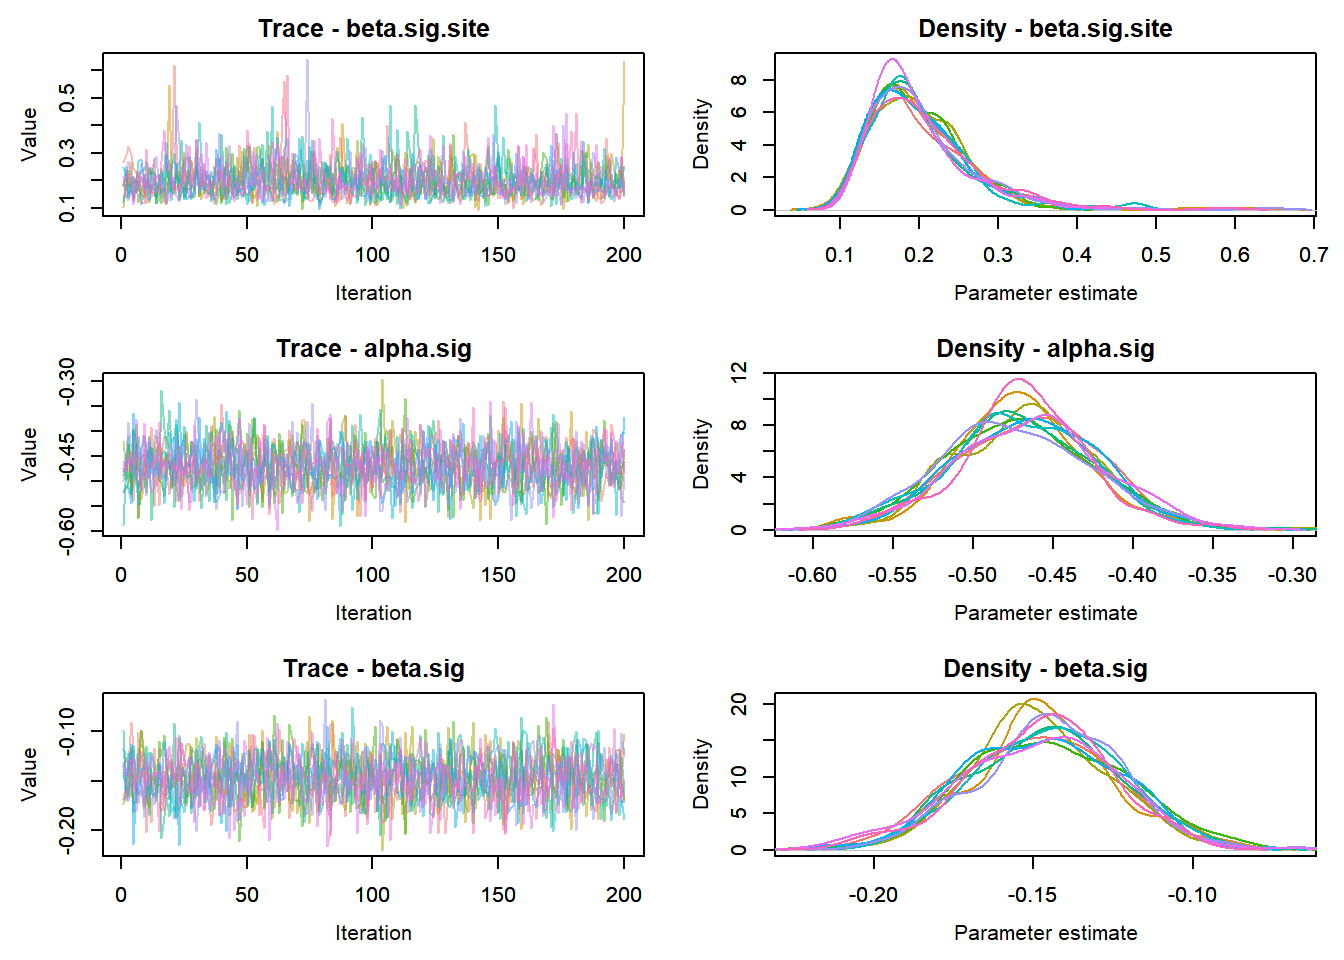 Trace - beta.sig.site
Value
0.1 0.3 0.5
0 50 100 150 200
Iteration
Density - beta.sig.site
Density
0 2 4 6 8
0.1 0.2 0.3 0.4 0.5 0.6 0.7
Parameter estimate
Trace - alpha.sig
Value
-0.60 -0.45 -0.30
0 50 100 150 200
Iteration
Density - alpha.sig
Density
0 4 8 12
-0.60 -0.55 -0.50 -0.45 -0.40 -0.35 -0.30
Parameter estimate
Trace - beta.sig
Value
-0.20 -0.10
0 50 100 150 200
Iteration
Density - beta.sig
Density
0 5 10 20
-0.20 -0.15 -0.10
Parameter estimate